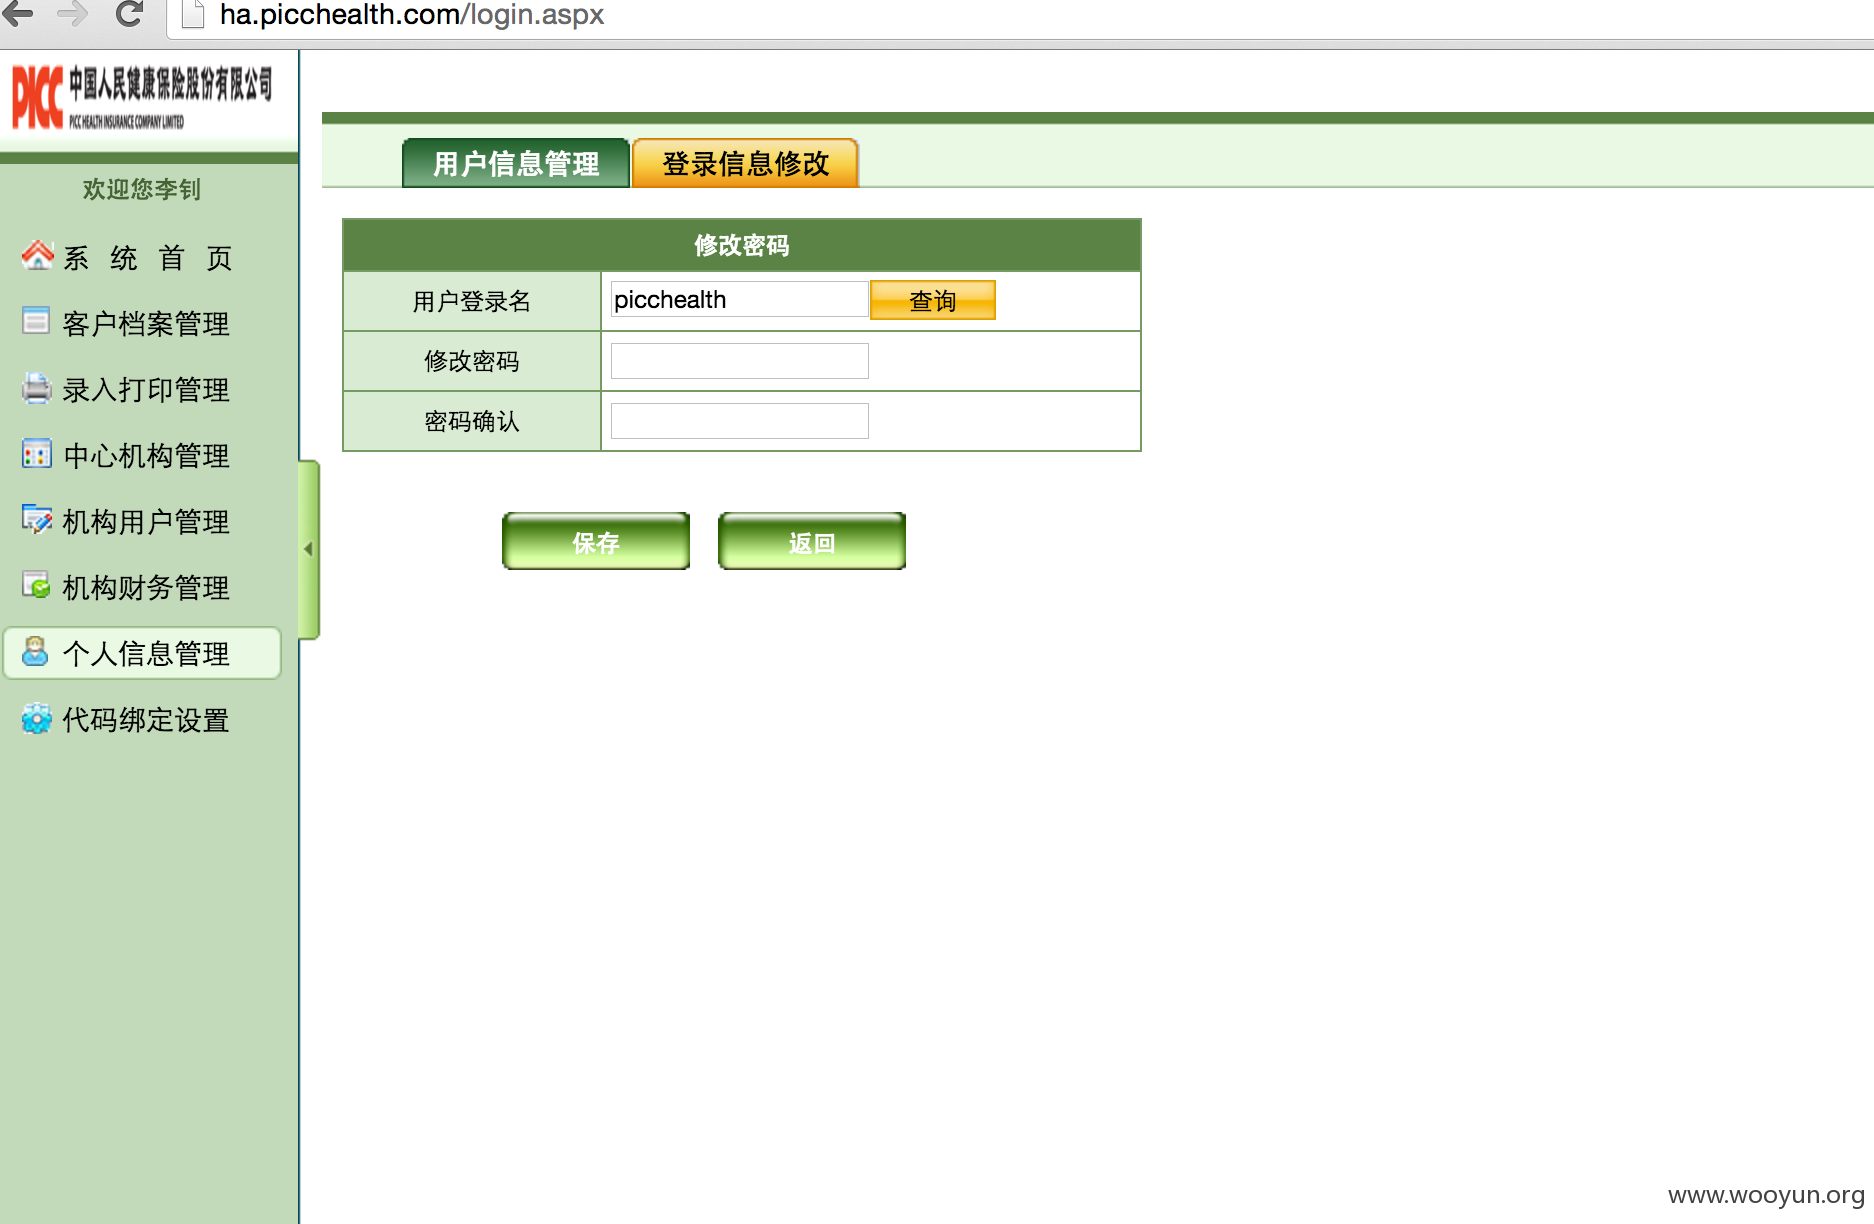 ha.picchealth.com/login.aspx
PICC 中国人民健康保险股份有限公司
PICC HEALTH INSURANCE COMPANY LIMITED
欢迎您李钊
系 统 首 页
客户档案管理
录入打印管理
中心机构管理
机构用户管理
机构财务管理
个人信息管理
代码绑定设置
用户信息管理 登录信息修改
修改密码
用户登录名 picchealth 查询
修改密码
密码确认
保存 返回
www.wooyun.org